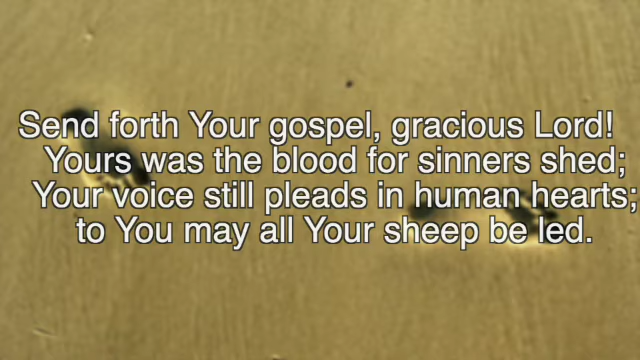 Send forth Your gospel, gracious Lord!
Yours was the blood for sinners shed;
Your voice still pleads in human hearts;
to You may all Your sheep be led.